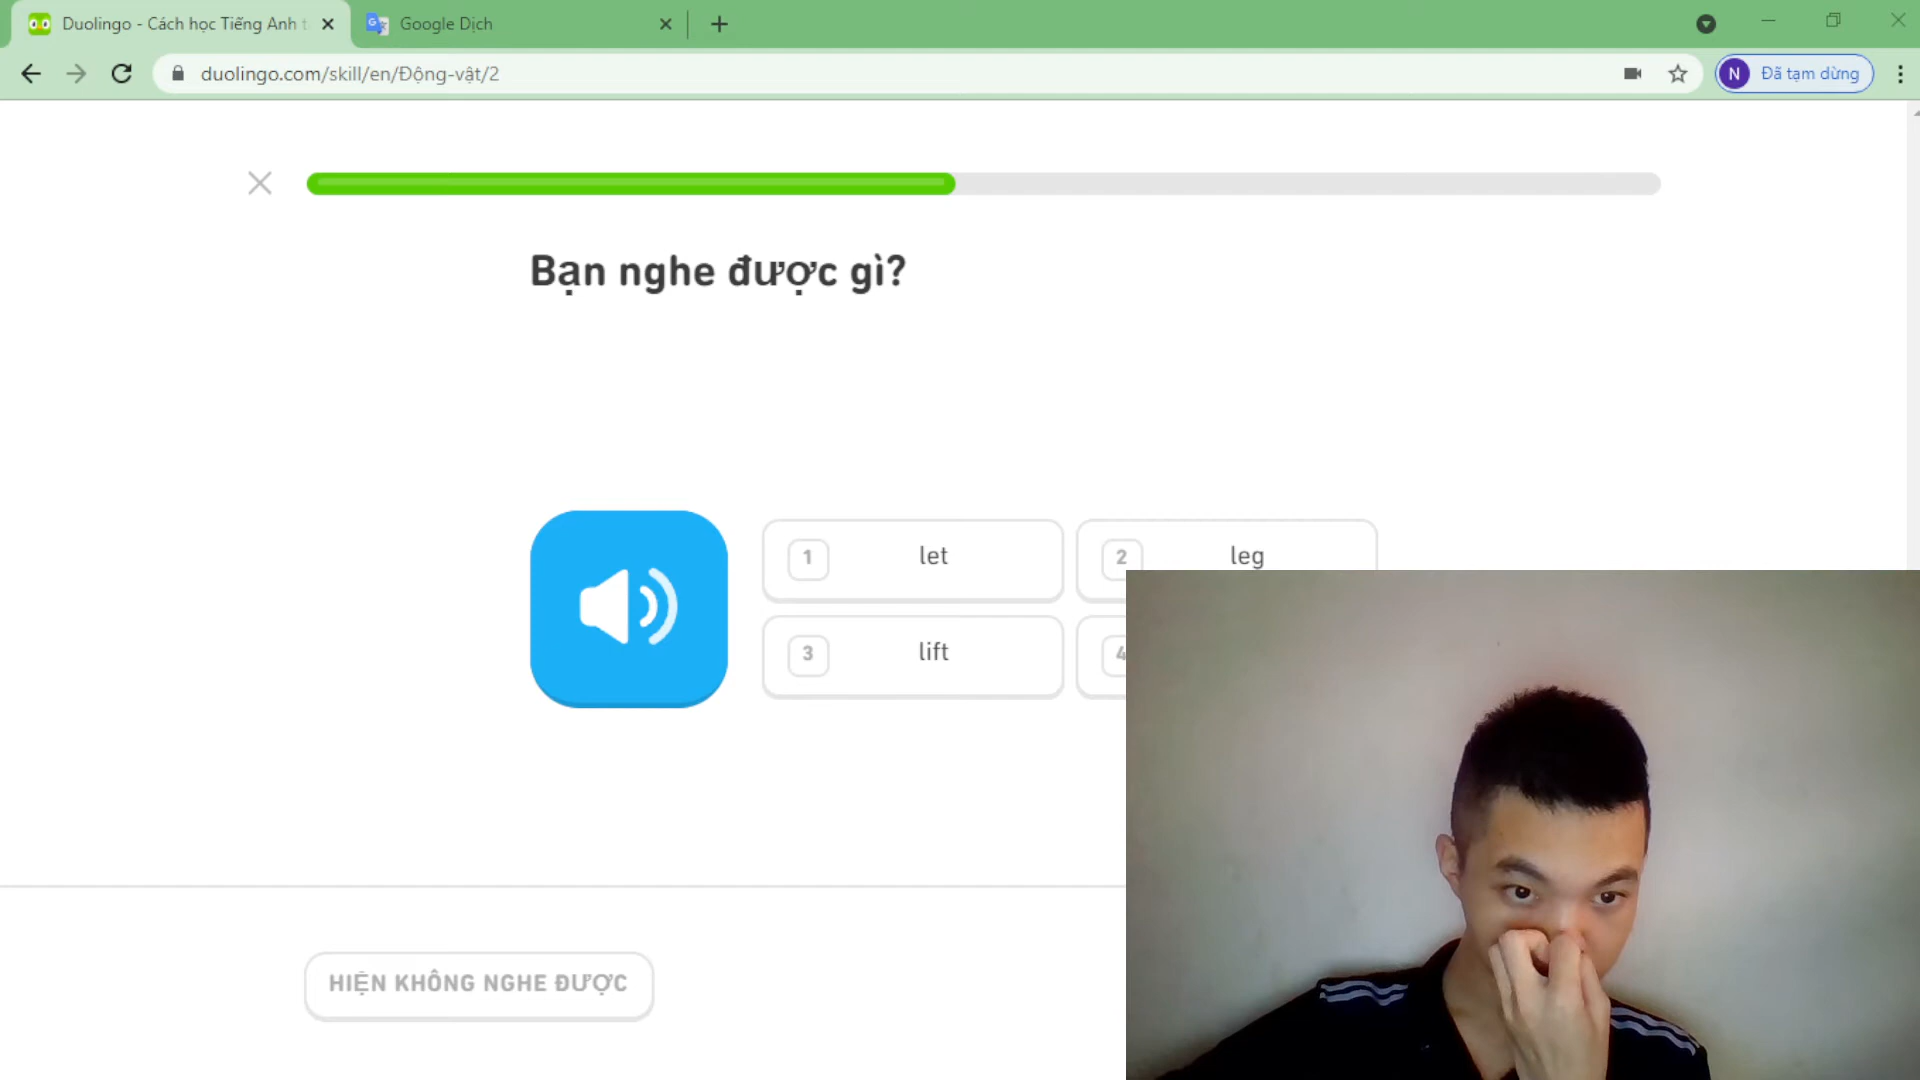 Duolingo - Cách học Tiếng Anh t
Google Dịch
duolingo.com/skill/en/Động-vật/2
N Đã tạm dừng
Bạn nghe được gì?
1 let
2 leg
3 lift
4
HIỆN KHÔNG NGHE ĐƯỢC